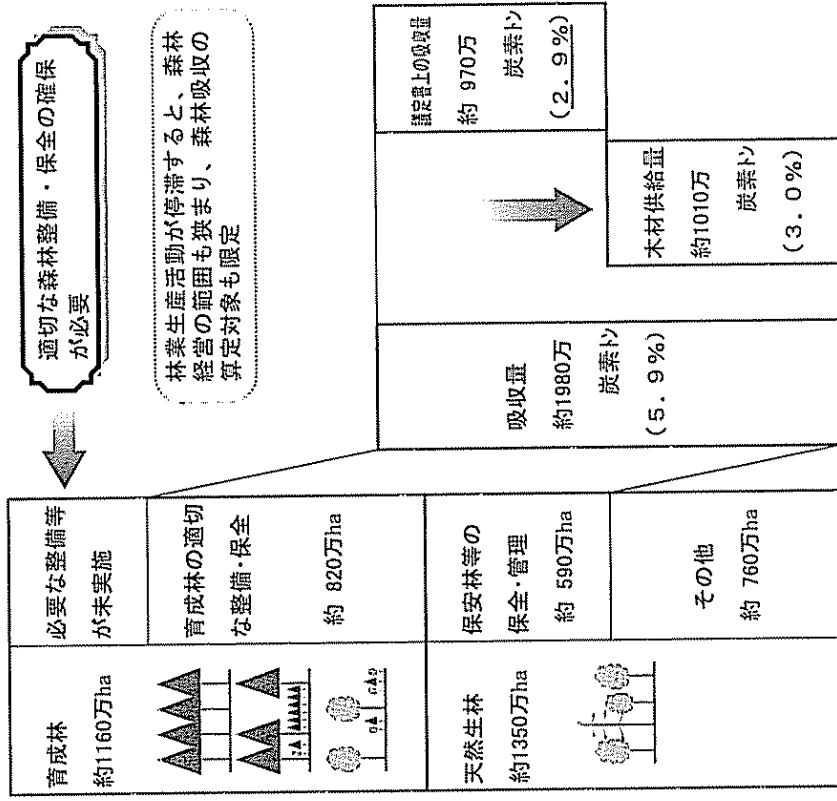 育成林
約1160万ha
天然生林
約1350万ha
必要な整備等
が未実施
育成林の適切
な整備・保全
約 820万ha
保安林等の
保全・管理
約 590万ha
その他
約 760万ha
適切な森林整備・保全の確保
が必要
林業生産活動が停滞すると、森林
経営の範囲も狭まり、森林吸収の
算定対象も限定
吸収量
約1980万
炭素トン
(5.9%)
議定書上の吸収量
約 970万
炭素トン
(2.9%)
木材供給量
約1010万
炭素トン
(3.0%)